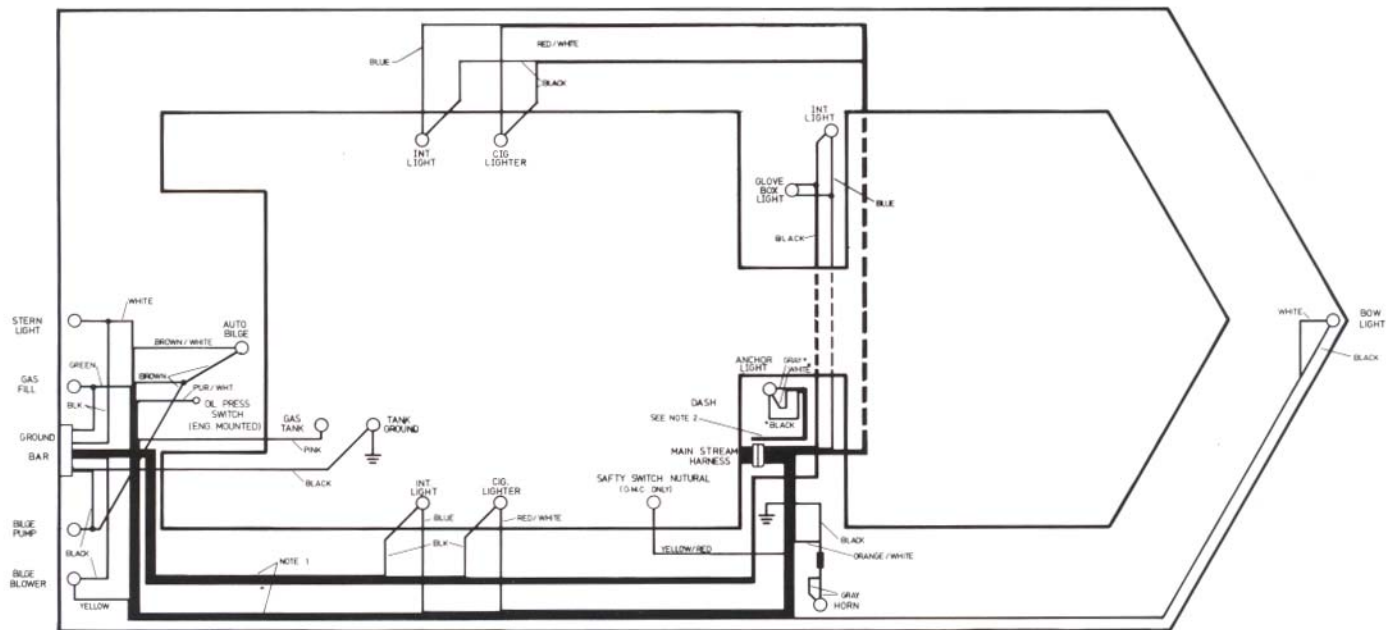 RED/WHITE
BLUE
BLACK
INT
LIGHT
CIG
LIGHTER
INT
LIGHT
GLOVE
BOX
LIGHT
BLUE
BLACK
WHITE
STERN
LIGHT
AUTO
BILGE
BROWN/WHITE
GREEN
BROWN
GAS
FILL
PUR/WHT
BLK
OIL PRESS
SWITCH
(ENG. MOUNTED)
GROUND
BAR
GAS
TANK
TANK
GROUND
PINK
BLACK
WHITE
BOW
LIGHT
BLACK
ANCHOR
LIGHT
GRAY*
WHITE*
*BLACK
DASH
SEE NOTE 2
MAIN STREAM
HARNESS
SAFTY SWITCH NUTURAL
(O.M.C ONLY)
INT
LIGHT
CIG.
LIGHTER
BLUE
RED/WHITE
BLK
YELLOW/RED
BLACK
ORANGE/WHITE
GRAY
HORN
BILGE
PUMP
BLACK
NOTE 1
BILGE
BLOWER
YELLOW